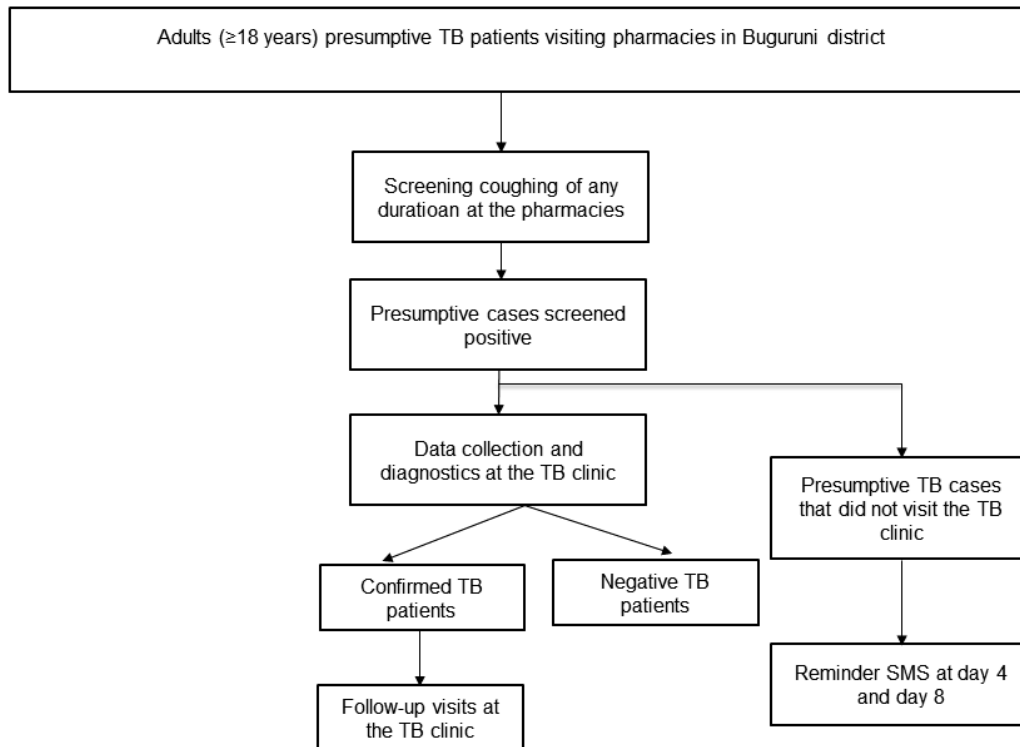 Adults (≥18 years) presumptive TB patients visiting pharmacies in Buguruni district
Screening coughing of any
duratioan at the pharmacies
Presumptive cases screened
positive
Data collection and
diagnostics at the TB clinic
Presumptive TB cases
that did not visit the TB
clinic
Confirmed TB
patients
Negative TB
patients
Follow-up visits at
the TB clinic
Reminder SMS at day 4
and day 8